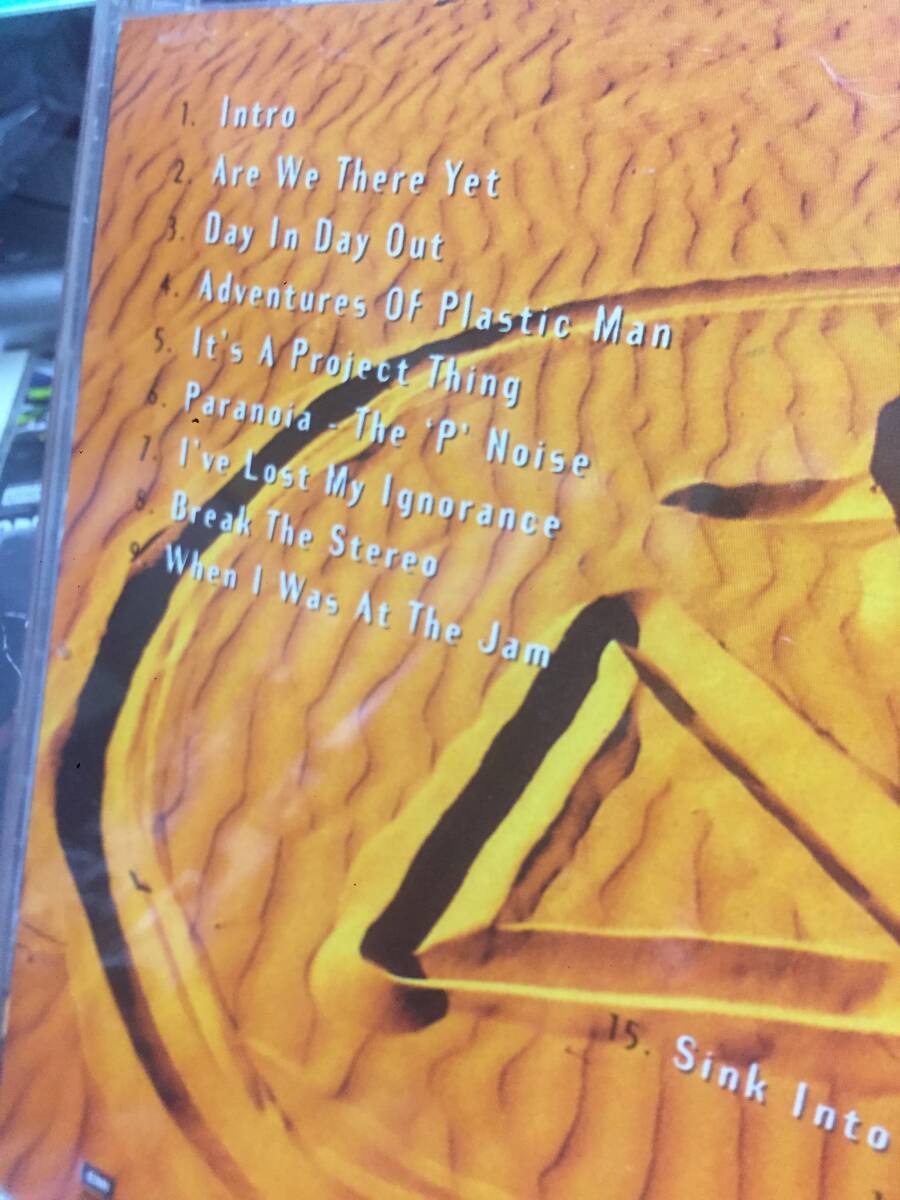 1. Intro
2. Are We There Yet
3. Day In Day Out
4. Adventures Of Plastic Man
5. It's A Project Thing
6. Paranoia - The 'P' Noise
7. I've Lost My Ignorance
8. Break The Stereo
9. When I Was At The Jam
15. Sink Into